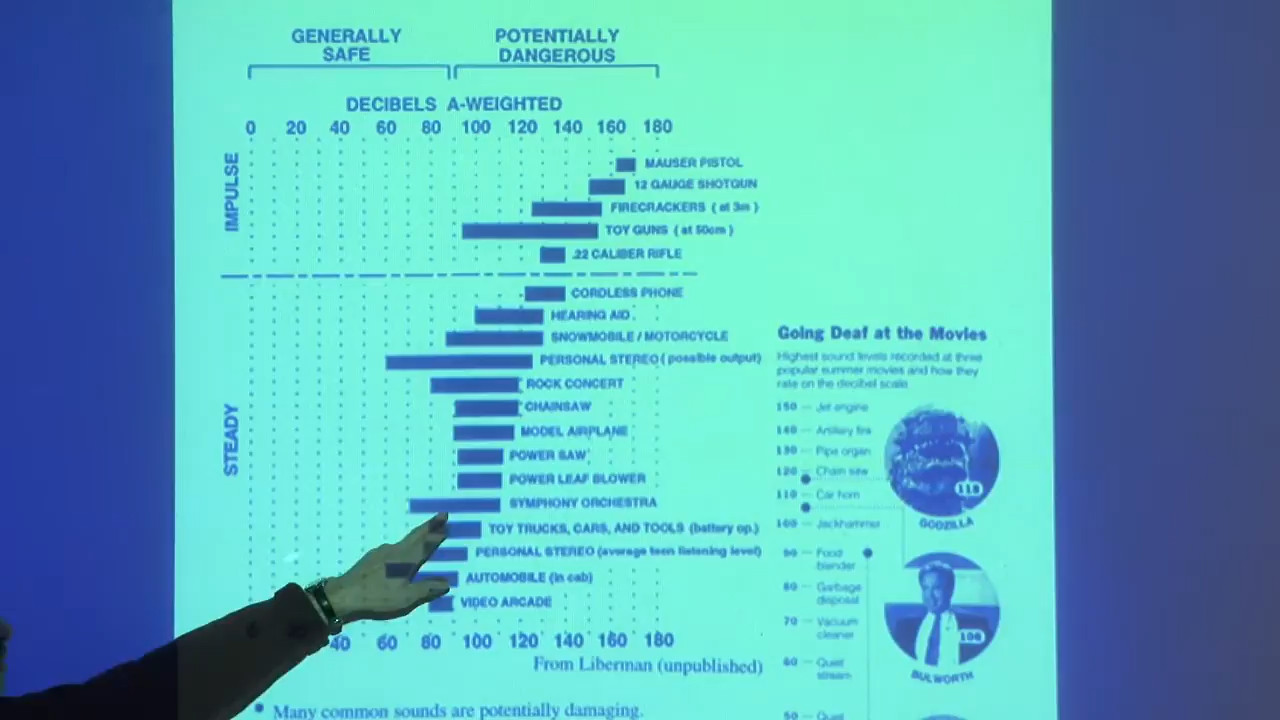 GENERALLY
SAFE
POTENTIALLY
DANGEROUS
DECIBELS A-WEIGHTED
0 20 40 60 80 100 120 140 160 180
IMPULSE
MAUSER PISTOL
12 GAUGE SHOTGUN
FIRECRACKERS ( at 3m )
TOY GUNS ( at 50cm )
.22 CALIBER RIFLE
STEADY
CORDLESS PHONE
HEARING AID
SNOWMOBILE / MOTORCYCLE
PERSONAL STEREO ( possible output)
ROCK CONCERT
CHAINSAW
MODEL AIRPLANE
POWER SAW
POWER LEAF BLOWER
SYMPHONY ORCHESTRA
TOY TRUCKS, CARS, AND TOOLS (battery op.)
PERSONAL STEREO (average teen listening level)
AUTOMOBILE (in cab)
VIDEO ARCADE
40 60 80 100 120 140 160 180
From Liberman (unpublished)
• Many common sounds are potentially damaging.
Going Deaf at the Movies
Highest sound levels recorded at three
popular summer movies and how they
rate on the decibel scale
150 — Jet engine
140 — Artillery fire
130 — Pipe organ
120 — Chain saw
110 — Car horn
100 — Jackhammer
90 — Food
blender
80 — Garbage
disposal
70 — Vacuum
cleaner
60 — Quiet
stream
50 — Quiet
118
GODZILLA
106
BULWORTH